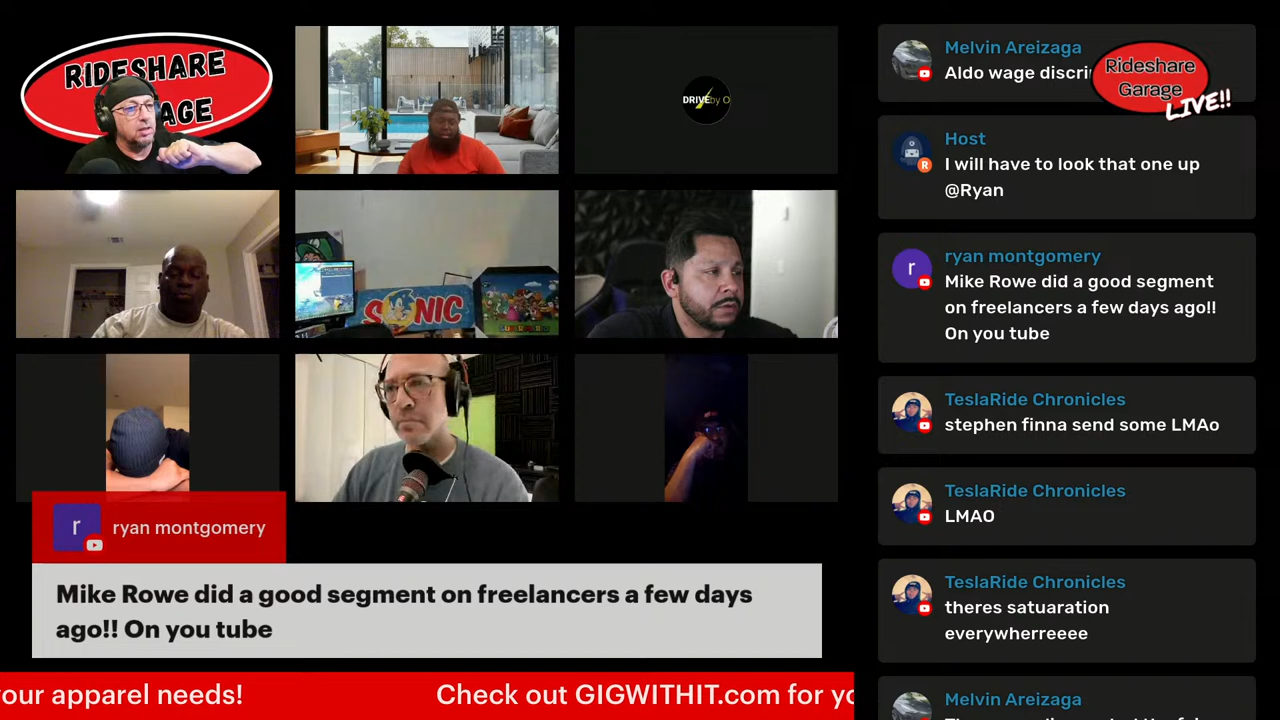 RIDESHARE
AGE
DRIVE by O
SONIC
ryan montgomery
Mike Rowe did a good segment on freelancers a few days
ago!! On you tube
our apparel needs!
Check out GIGWITHIT.com for yo
Melvin Areizaga
Aldo wage discri
Rideshare
Garage
LIVE!!
Host
I will have to look that one up
@Ryan
r
ryan montgomery
Mike Rowe did a good segment
on freelancers a few days ago!!
On you tube
TeslaRide Chronicles
stephen finna send some LMAo
TeslaRide Chronicles
LMAO
TeslaRide Chronicles
theres satuaration
everywherreeee
Melvin Areizaga